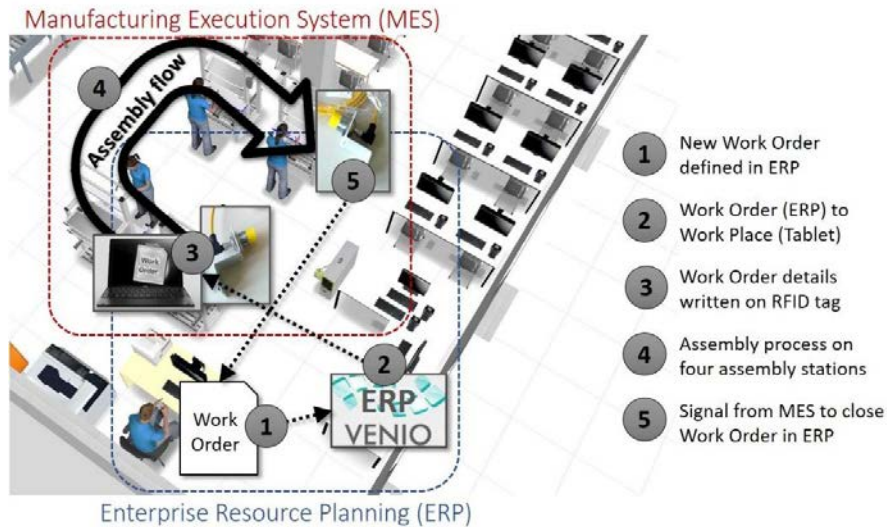 Manufacturing Execution System (MES)
4
Assembly flow
5
3
Work
Order
2
ERP
VENIO
Work
Order
1
Enterprise Resource Planning (ERP)
1
New Work Order
defined in ERP
2
Work Order (ERP) to
Work Place (Tablet)
3
Work Order details
written on RFID tag
4
Assembly process on
four assembly stations
5
Signal from MES to close
Work Order in ERP